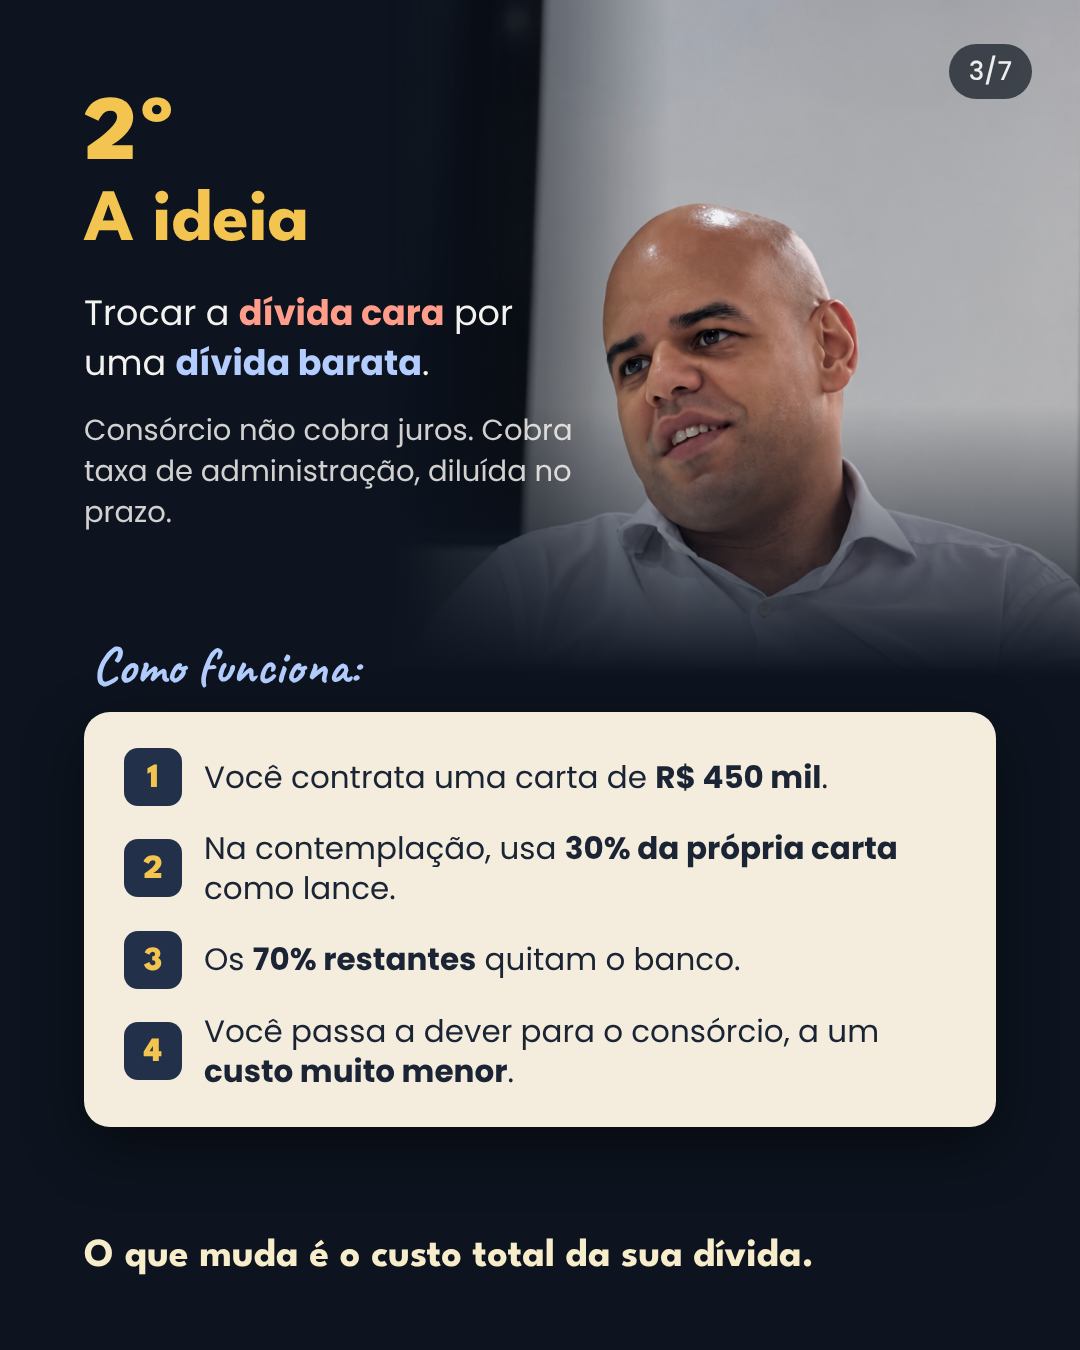 3/7
2º
A ideia
Trocar a dívida cara por
uma dívida barata.
Consórcio não cobra juros. Cobra
taxa de administração, diluída no
prazo.
Como funciona:
1 Você contrata uma carta de R$ 450 mil.
2 Na contemplação, usa 30% da própria carta
como lance.
3 Os 70% restantes quitam o banco.
4 Você passa a dever para o consórcio, a um
custo muito menor.
O que muda é o custo total da sua dívida.